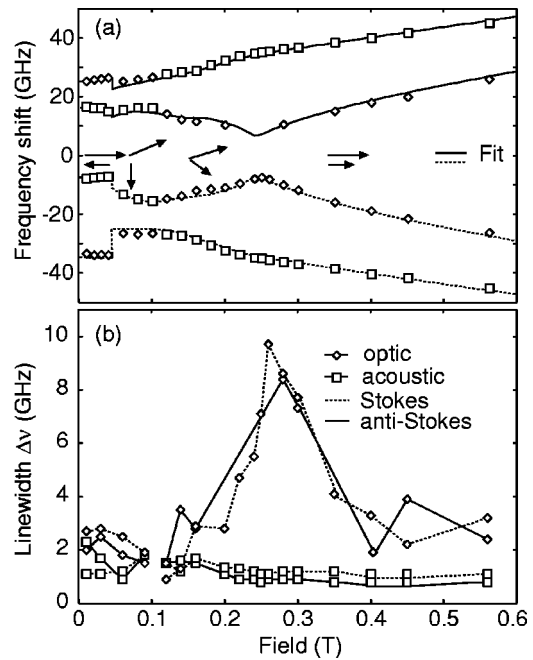 (a)
40
20
0
-20
-40
Frequency shift (GHz)
Fit
(b)
10
8
6
4
2
0
Linewidth Δν (GHz)
optic
acoustic
Stokes
anti-Stokes
0 0.1 0.2 0.3 0.4 0.5 0.6
Field (T)